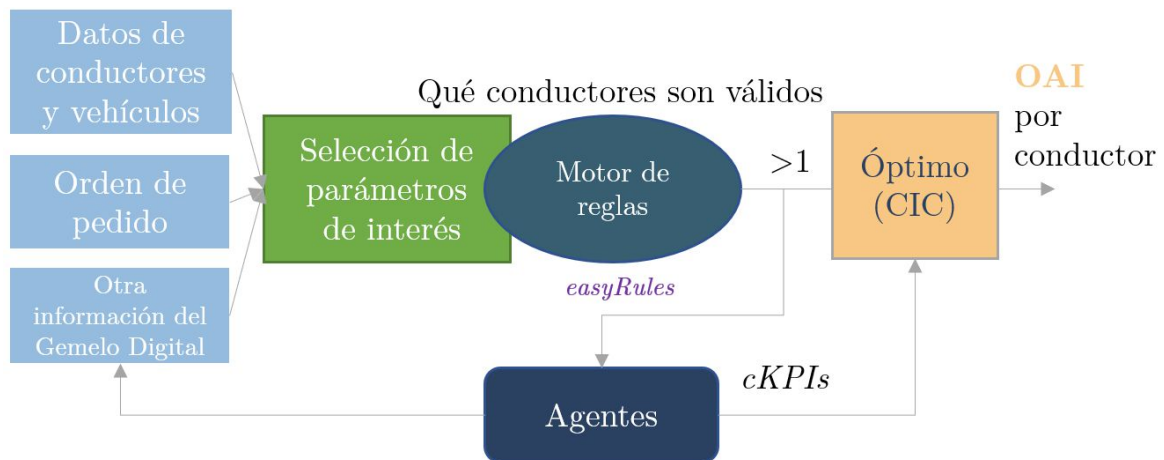 Datos de
conductores
y vehículos
Orden de
pedido
Otra
información del
Gemelo Digital
Selección de
parámetros
de interés
Qué conductores son válidos
Motor de
reglas
easyRules
>1
Óptimo
(CIC)
OAI
por
conductor
Agentes
cKPIs